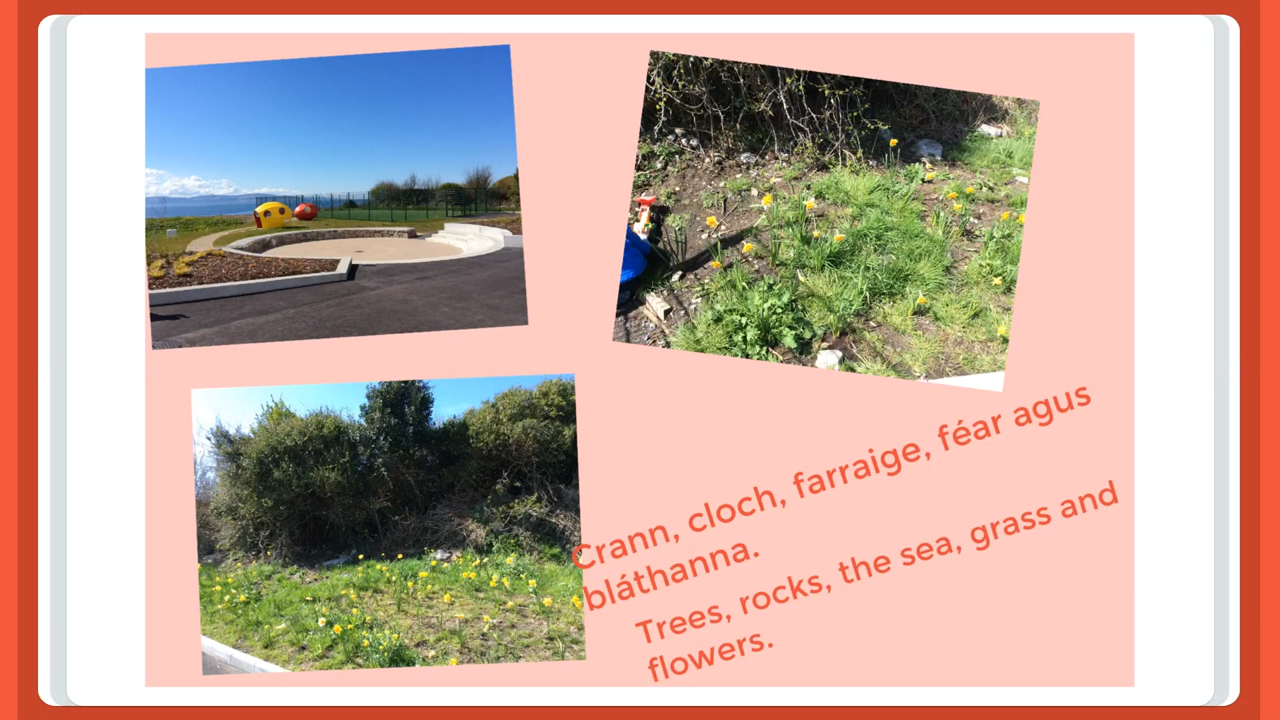 Crann, cloch, farraige, féar agus
bláthanna.
Trees, rocks, the sea, grass and
flowers.